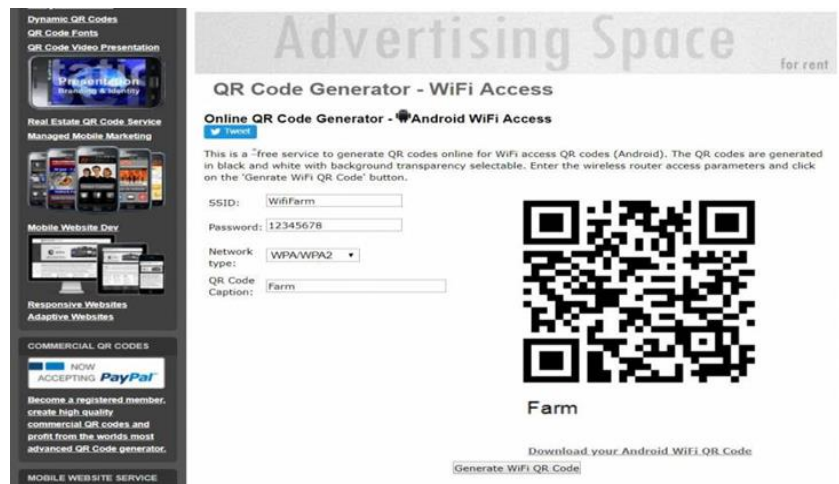 Dynamic QR Codes
QR Code Fonts
QR Code Video Presentation
Presentation
Branding & Identity
Real Estate QR Code Service
Managed Mobile Marketing
Mobile Website Dev
Responsive Websites
Adaptive Websites
COMMERCIAL QR CODES
NOW
ACCEPTING PayPal
Become a registered member,
create high quality
commercial QR codes and
profit from the worlds most
advanced QR Code generator.
MOBILE WEBSITE SERVICE
Advertising Space
for rent
QR Code Generator - WiFi Access
Online QR Code Generator - Android WiFi Access
Tweet
This is a free service to generate QR codes online for WiFi access QR codes (Android). The QR codes are generated
in black and white with background transparency selectable. Enter the wireless router access parameters and click
on the 'Genrate WiFi QR Code' button.
SSID: WifiFarm
Password: 12345678
Network
type: WPA/WPA2
QR Code
Caption: Farm
Farm
Download your Android WiFi QR Code
Generate WiFi QR Code